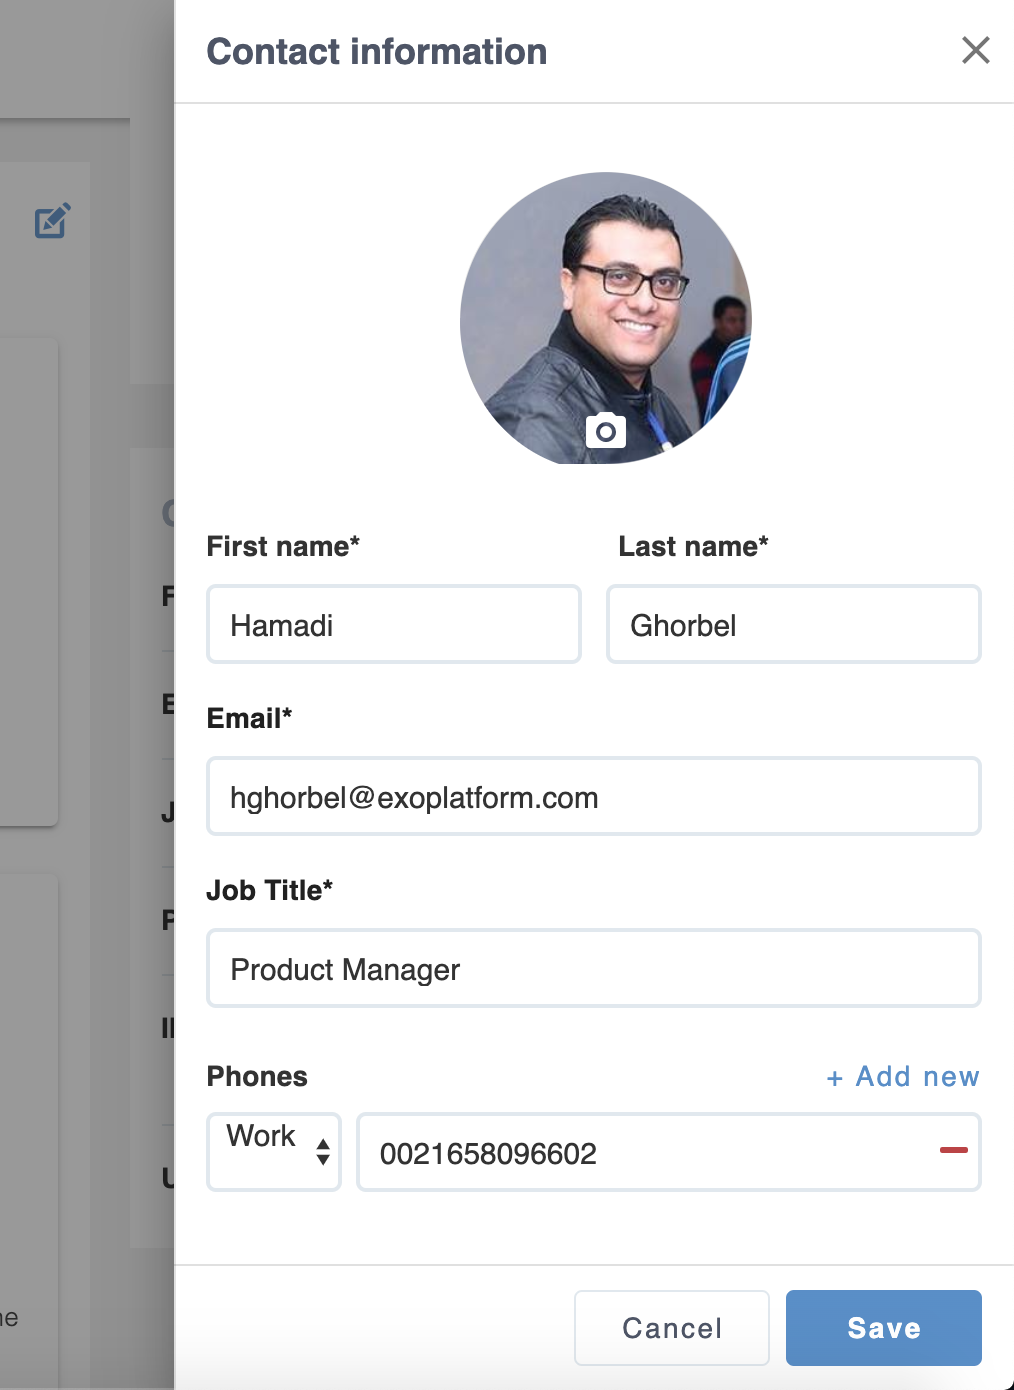 Contact information
First name* Last name*
Hamadi Ghorbel
Email*
hghorbel@exoplatform.com
Job Title*
Product Manager
Phones + Add new
Work 0021658096602
Cancel Save